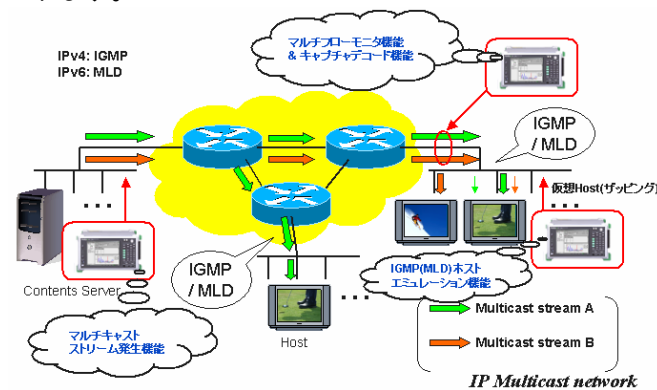 マルチフローモニタ機能
& キャプチャデコード機能
IPv4: IGMP
IPv6: MLD
IGMP
/ MLD
仮想Host(ザッピング)
IGMP
/ MLD
IGMP(MLD)ホスト
エミュレーション機能
Contents Server
マルチキャスト
ストリーム発生機能
Host
Multicast stream A
Multicast stream B
IP Multicast network